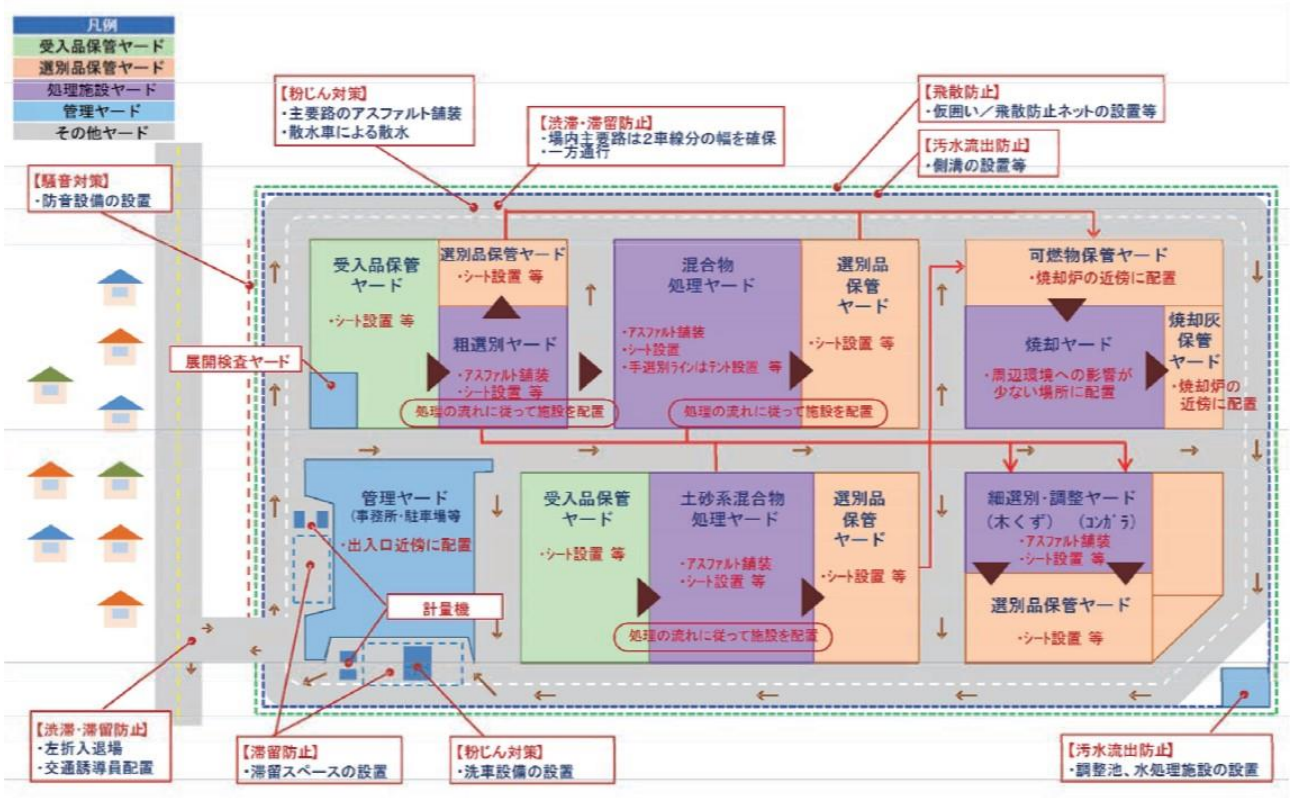 凡例
受入品保管ヤード
選別品保管ヤード
処理施設ヤード
管理ヤード
その他ヤード
【粉じん対策】
・主要路のアスファルト舗装
・散水車による散水
【渋滞・滞留防止】
・場内主要路は2車線分の幅を確保
・一方通行
【飛散防止】
・仮囲い／飛散防止ネットの設置等
【汚水流出防止】
・側溝の設置等
【騒音対策】
・防音設備の設置
受入品保管
ヤード
・シート設置 等
選別品保管ヤード
・シート設置 等
粗選別ヤード
・アスファルト舗装
・シート設置 等
処理の流れに従って施設を配置
展開検査ヤード
混合物
処理ヤード
・アスファルト舗装
・シート設置
・手選別ラインはテント設置 等
選別品
保管
ヤード
・シート設置 等
処理の流れに従って施設を配置
可燃物保管ヤード
・焼却炉の近傍に配置
焼却ヤード
・周辺環境への影響が
少ない場所に配置
焼却灰
保管
ヤード
・焼却炉の
近傍に配置
管理ヤード
(事務所・駐車場等
・出入口近傍に配置
計量機
受入品保管
ヤード
・シート設置 等
土砂系混合物
処理ヤード
・アスファルト舗装
・シート設置 等
選別品
保管
ヤード
・シート設置 等
処理の流れに従って施設を配置
細選別・調整ヤード
(木くず) (コンガラ)
・アスファルト舗装
・シート設置 等
選別品保管ヤード
・シート設置 等
【渋滞・滞留防止】
・左折入退場
・交通誘導員配置
【滞留防止】
・滞留スペースの設置
【粉じん対策】
・洗車設備の設置
【汚水流出防止】
・調整池、水処理施設の設置